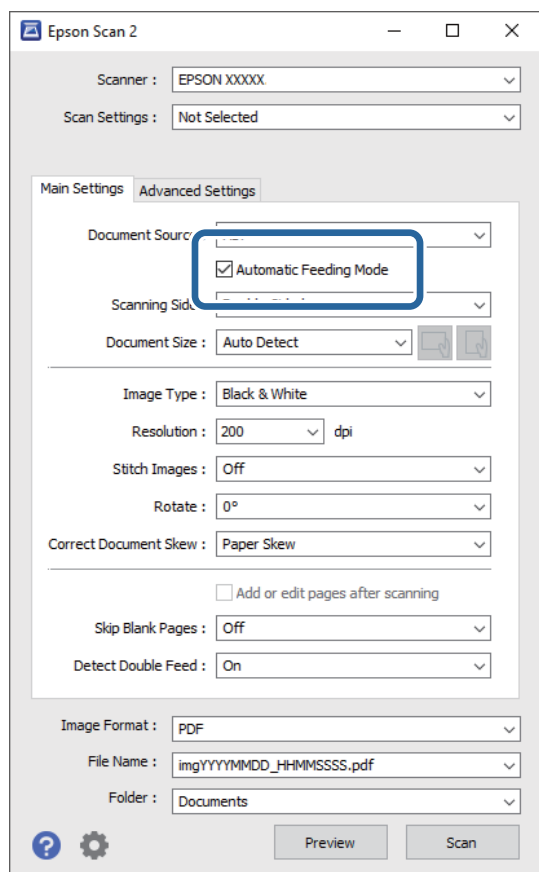 Epson Scan 2
Scanner : EPSON XXXXX
Scan Settings : Not Selected
Main Settings Advanced Settings
Document
Automatic Feeding Mode
Scanning
Document Size : Auto Detect
Image Type : Black & White
Resolution : 200 dpi
Stitch Images : Off
Rotate : 0°
Correct Document Skew : Paper Skew
Add or edit pages after scanning
Skip Blank Pages : Off
Detect Double Feed : On
Image Format : PDF
File Name : imgYYYYMMDD_HHMMSSSS.pdf
Folder : Documents
? Preview Scan